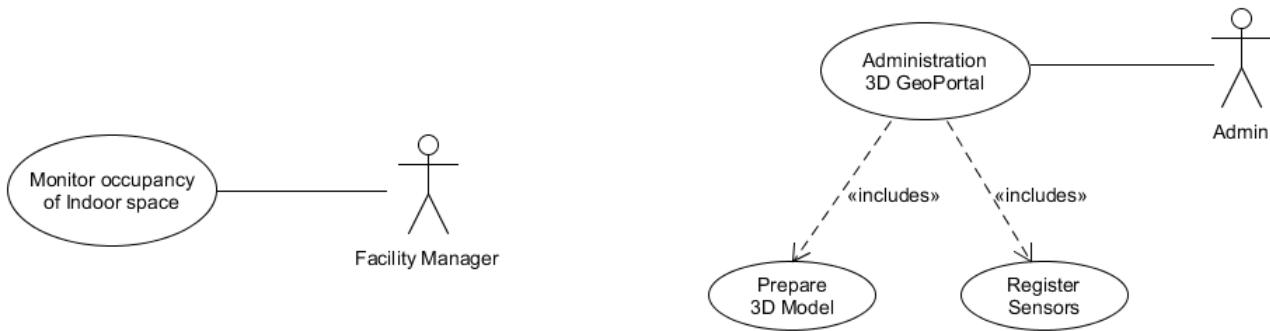 Monitor occupancy
of Indoor space
Facility Manager
Administration
3D GeoPortal
Admin
«includes»
«includes»
Prepare
3D Model
Register
Sensors